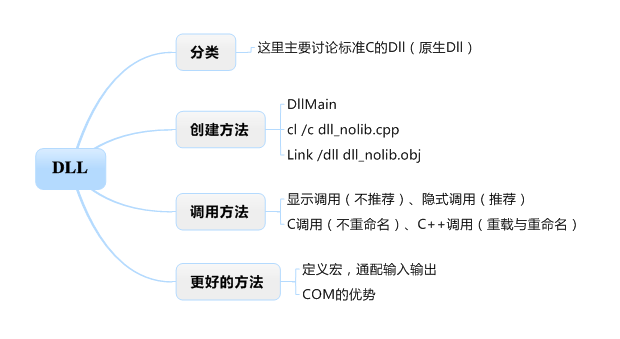 DLL
分类
这里主要讨论标准C的Dll（原生Dll）
创建方法
DllMain
cl /c dll_nolib.cpp
Link /dll dll_nolib.obj
调用方法
显示调用（不推荐）、隐式调用（推荐）
C调用（不重命名）、C++调用（重载与重命名）
更好的方法
定义宏，通配输入输出
COM的优势